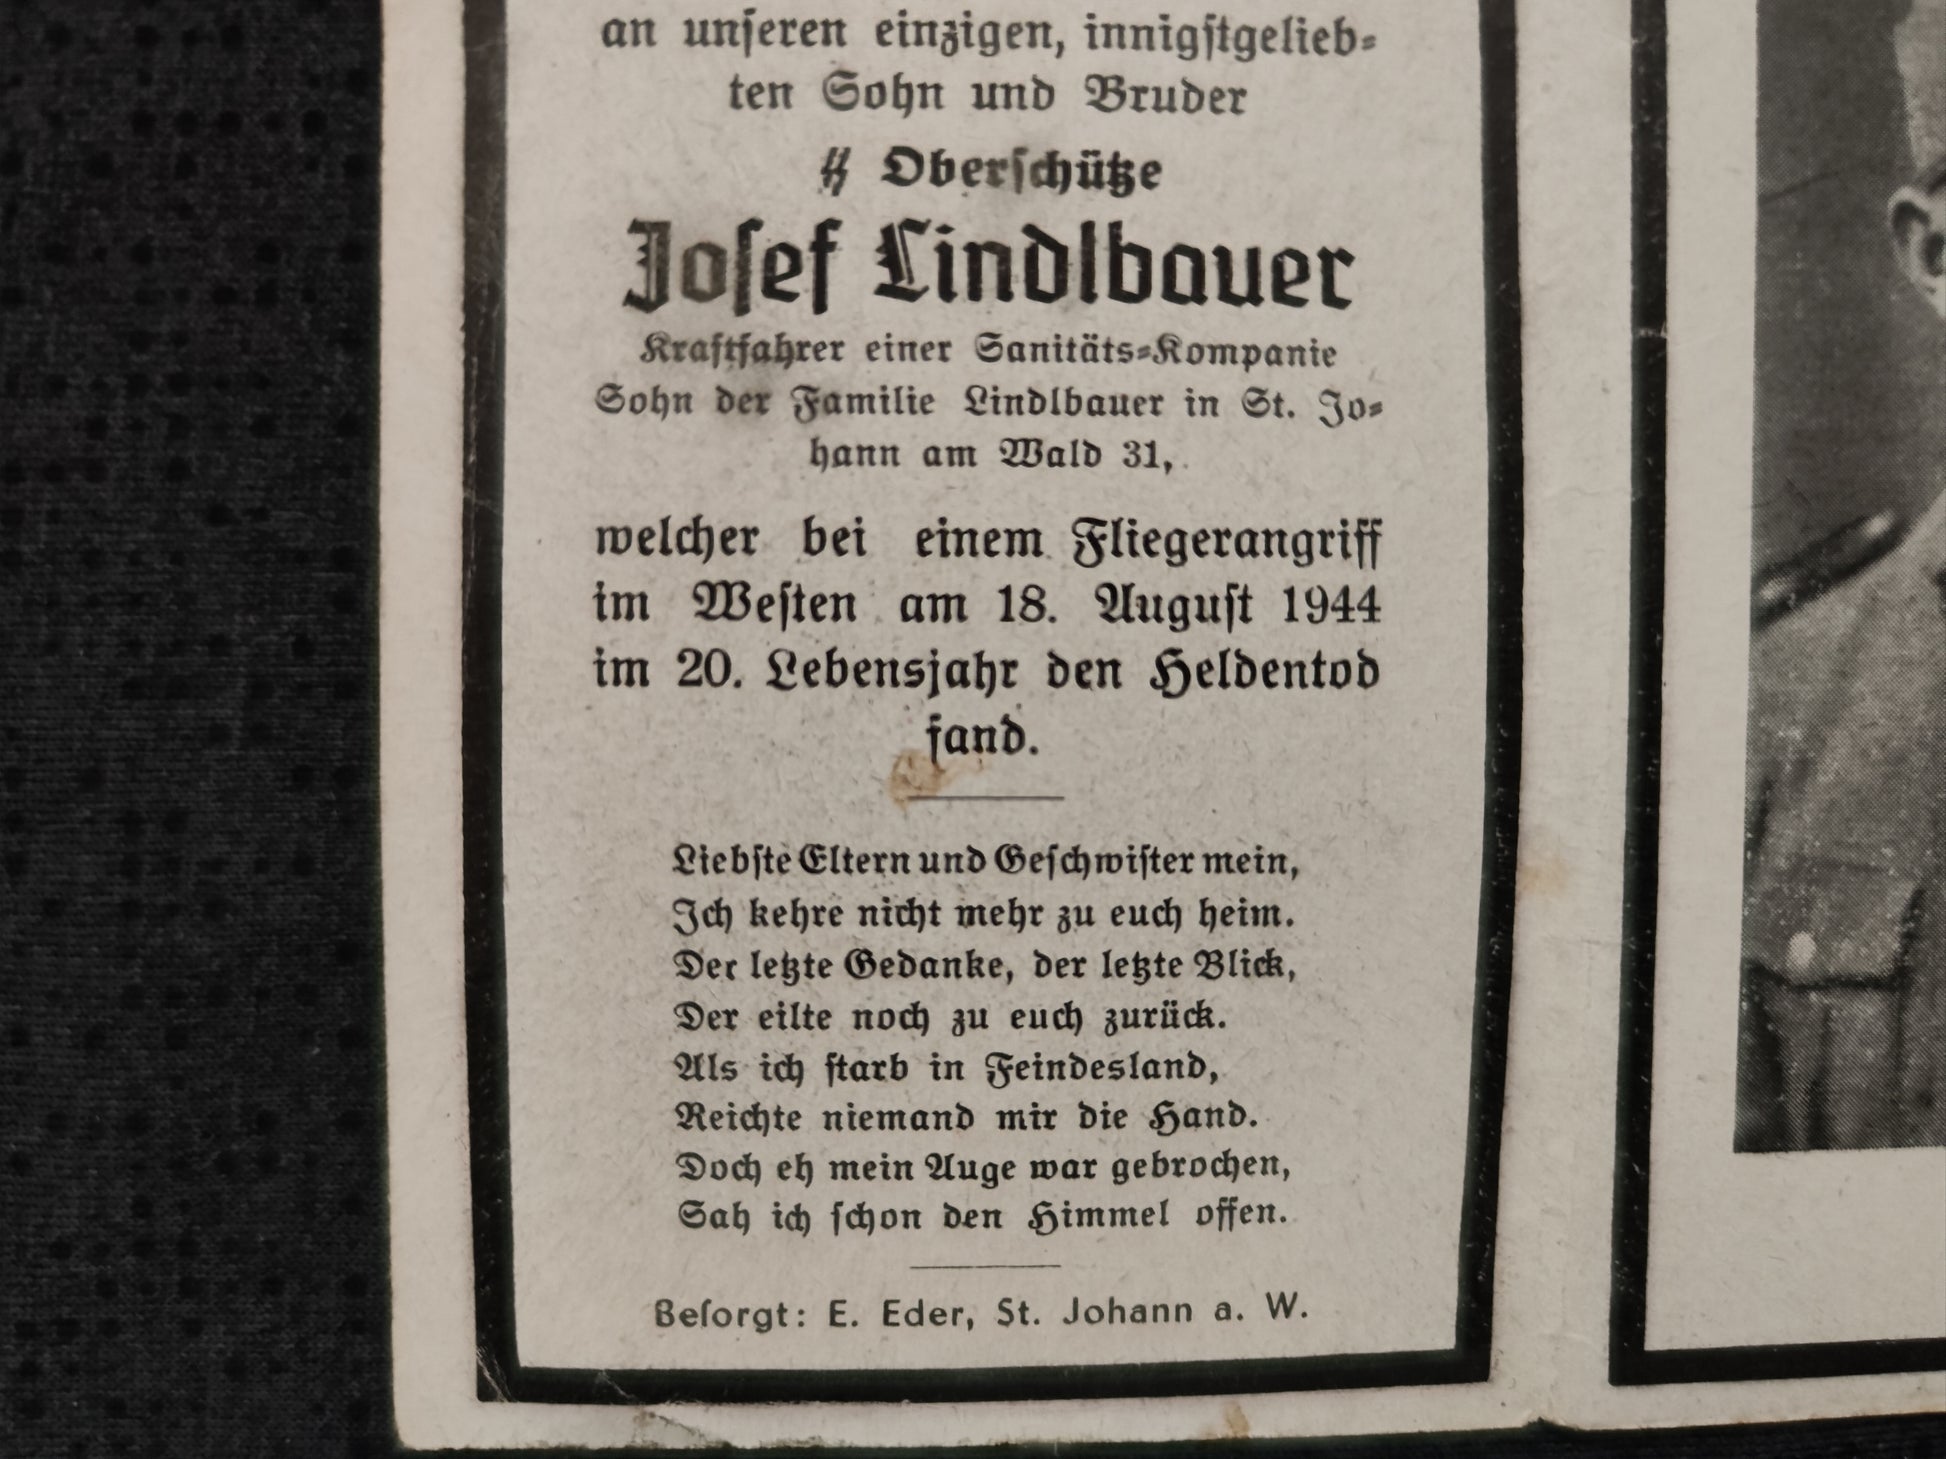 an unſeren einzigen, innigſtgelieb-
ten Sohn und Bruder
ᛋᛋ Oberſchütze
Joſef Lindlbauer
Kraftfahrer einer Sanitäts-Kompanie
Sohn der Familie Lindlbauer in St. Jo-
hann am Wald 31,
welcher bei einem Fliegerangriff
im Weſten am 18. Auguſt 1944
im 20. Lebensjahr den Heldentod
fand.
Liebſte Eltern und Geſchwiſter mein,
Ich kehre nicht mehr zu euch heim.
Der letzte Gedanke, der letzte Blick,
Der eilte noch zu euch zurück.
Als ich ſtarb in Feindesland,
Reichte niemand mir die Hand.
Doch eh mein Auge war gebrochen,
Sah ich ſchon den Himmel offen.
Beſorgt: E. Eder, St. Johann a. W.